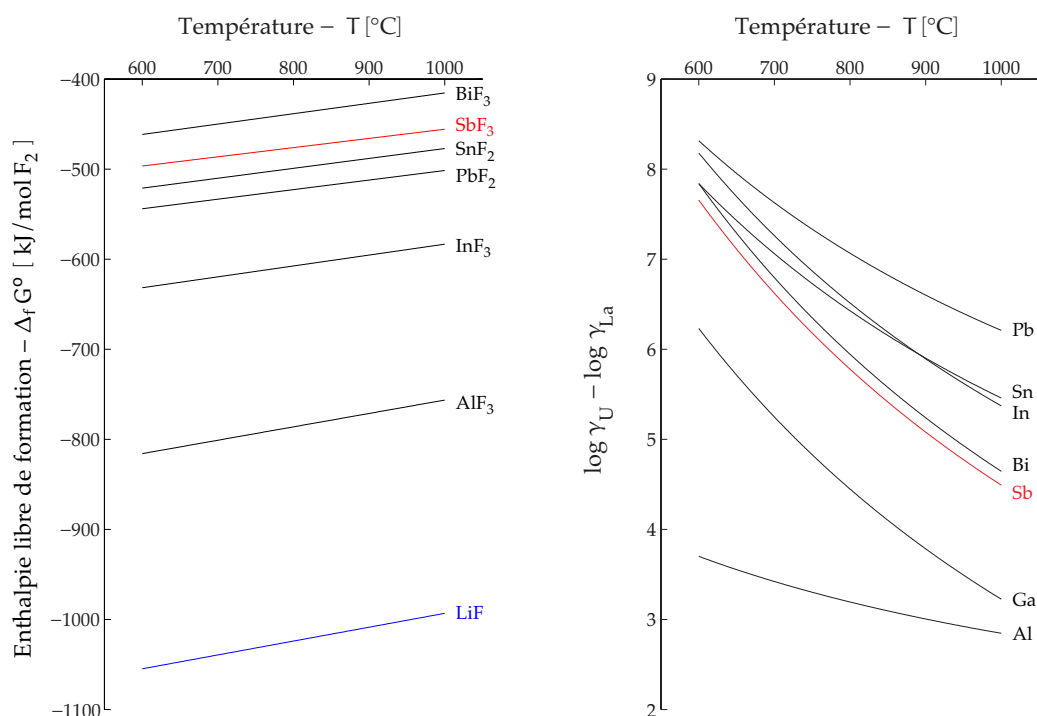 Température – T [°C]
600 700 800 900 1000
Enthalpie libre de formation – Δf G° [ kJ/mol F2 ]
−400
−500
−600
−700
−800
−900
−1000
−1100
BiF3
SbF3
SnF2
PbF2
InF3
AlF3
LiF
Température – T [°C]
600 700 800 900 1000
log γU – log γLa
9
8
7
6
5
4
3
2
Pb
Sn
In
Bi
Sb
Ga
Al